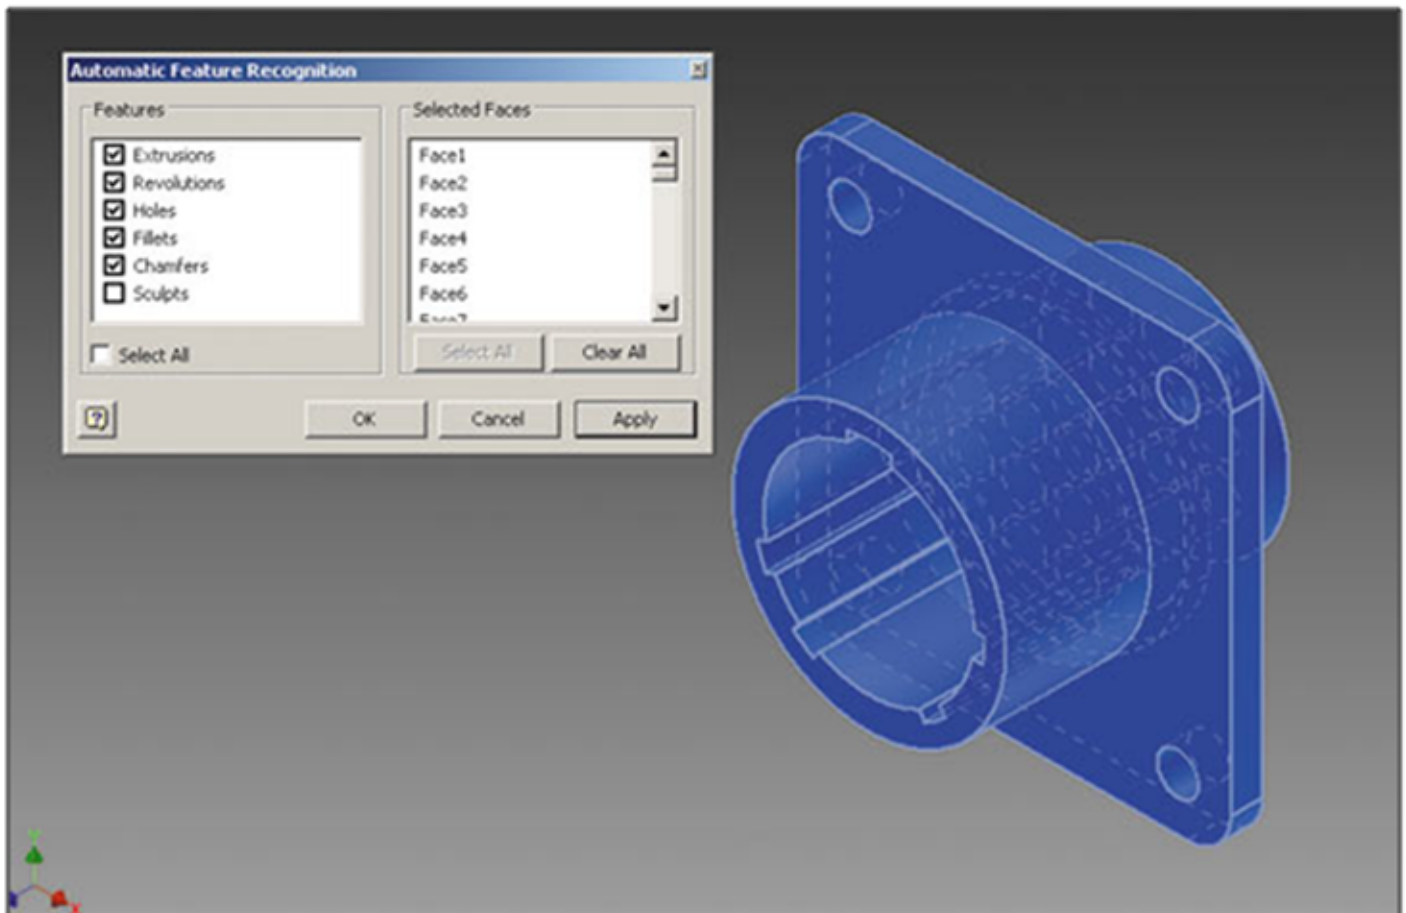 Automatic Feature Recognition
Features
Extrusions
Revolutions
Holes
Fillets
Chamfers
Sculpts
Select All
Selected Faces
Face1
Face2
Face3
Face4
Face5
Face6
Face7
Select All
Clear All
OK
Cancel
Apply
Y
X